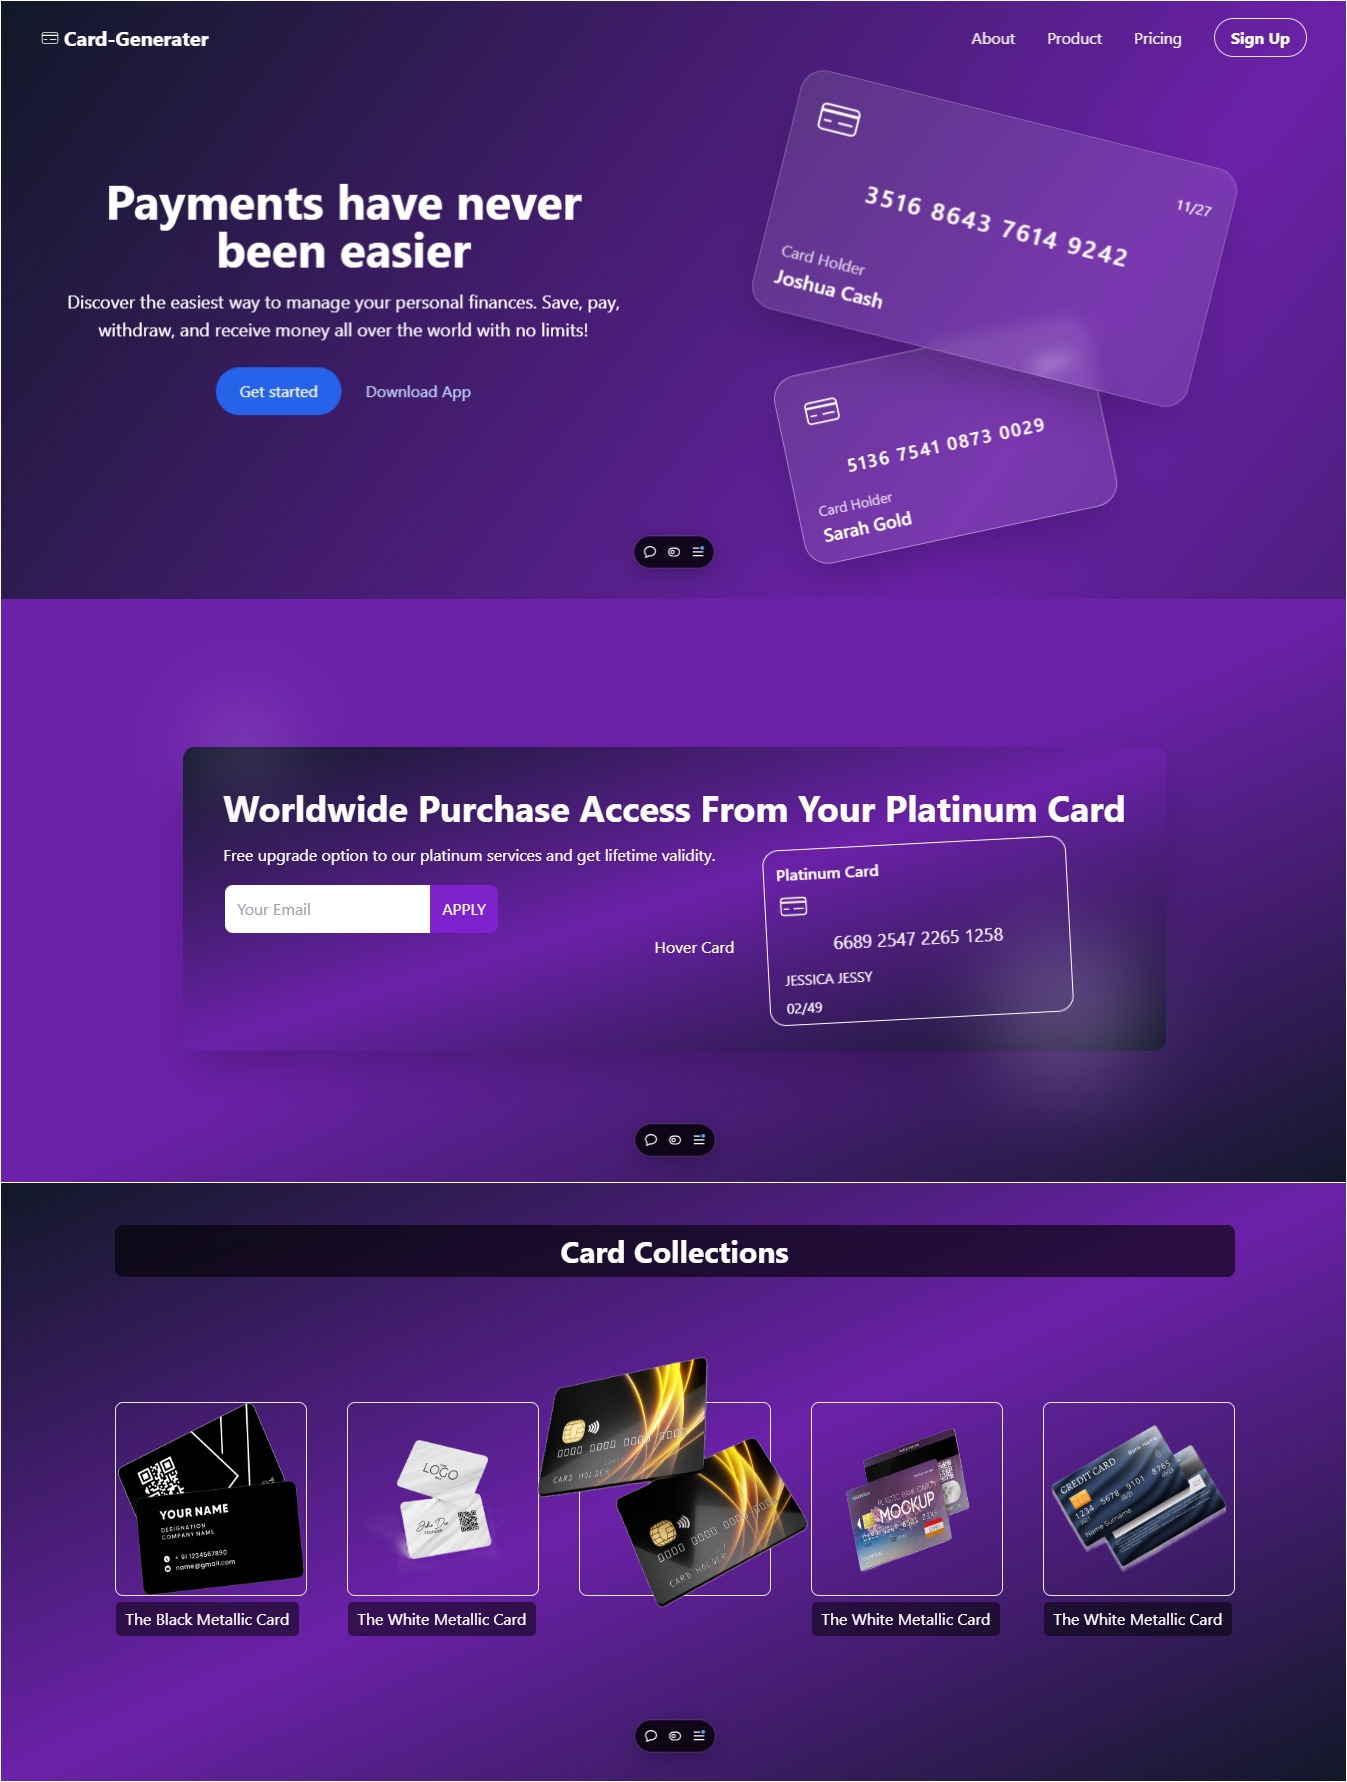 Card-Generater
About
Product
Pricing
Sign Up
Payments have never
been easier
Discover the easiest way to manage your personal finances. Save, pay,
withdraw, and receive money all over the world with no limits!
Get started
Download App
3516 8643 7614 9242
11/27
Card Holder
Joshua Cash
5136 7541 0873 0029
Card Holder
Sarah Gold
Worldwide Purchase Access From Your Platinum Card
Free upgrade option to our platinum services and get lifetime validity.
Your Email
APPLY
Hover Card
Platinum Card
6689 2547 2265 1258
JESSICA JESSY
02/49
Card Collections
YOUR NAME
DESIGNATION
COMPANY NAME
+ 91 1234567890
name@gmail.com
LOGO
John Doe
0000 0000 0000 0000
CARD HOLDER
0000 0000 0000 0000
CARD HOLDER
PLASTIC BANK CARD
MOCKUP
CREDIT CARD
Bank Name
1234 5678 9101 8765
Name Surname
The Black Metallic Card
The White Metallic Card
The White Metallic Card
The White Metallic Card